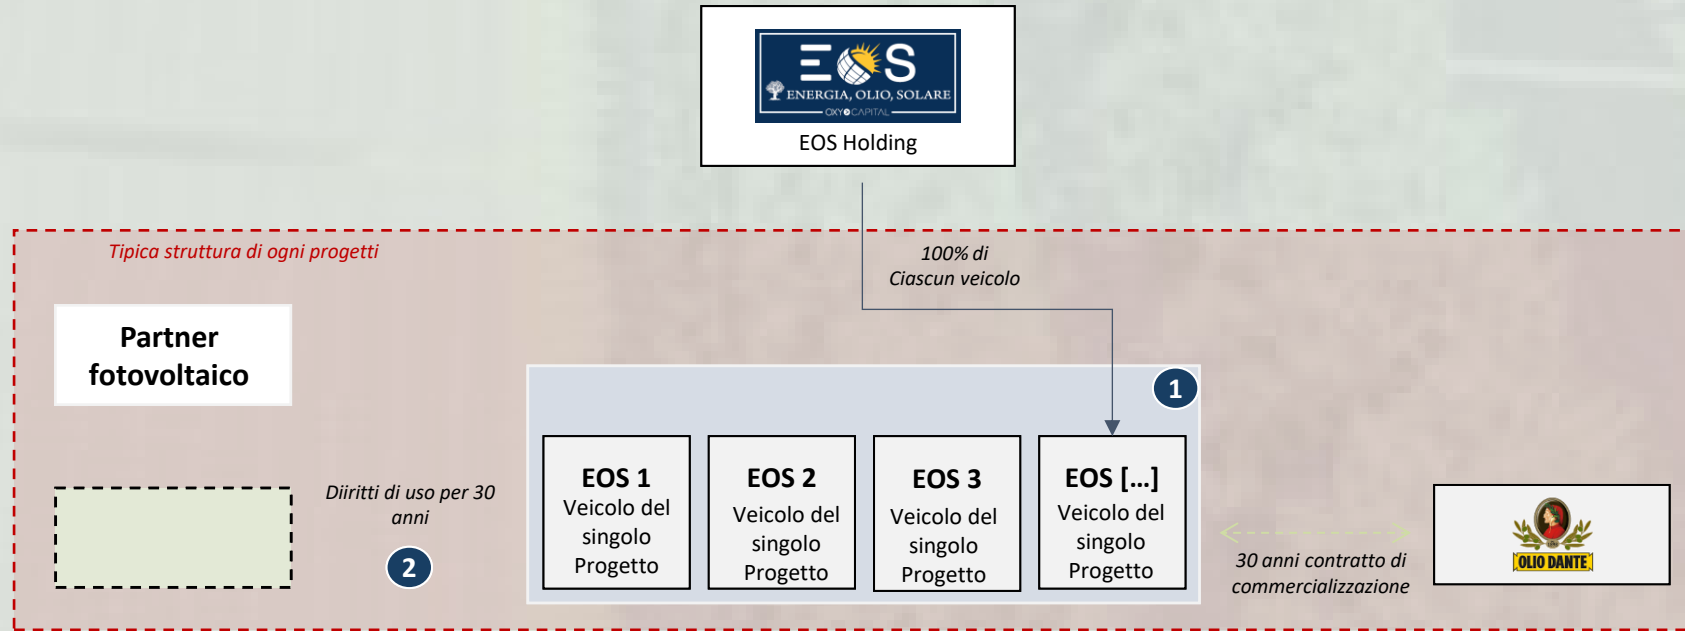 EOS
ENERGIA, OLIO, SOLARE
OXY CAPITAL
EOS Holding
Tipica struttura di ogni progetti
100% di
Ciascun veicolo
Partner
fotovoltaico
1
EOS 1
Veicolo del
singolo
Progetto
EOS 2
Veicolo del
singolo
Progetto
EOS 3
Veicolo del
singolo
Progetto
EOS [...]
Veicolo del
singolo
Progetto
Diiritti di uso per 30
anni
2
30 anni contratto di
commercializzazione
OLIO DANTE